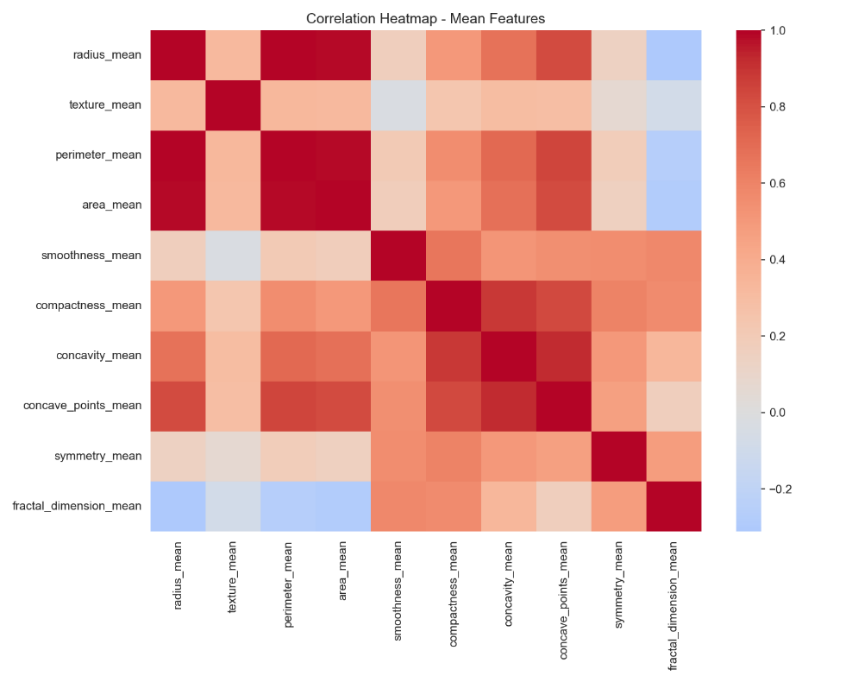 Correlation Heatmap - Mean Features
radius_mean
texture_mean
perimeter_mean
area_mean
smoothness_mean
compactness_mean
concavity_mean
concave_points_mean
symmetry_mean
fractal_dimension_mean
radius_mean
texture_mean
perimeter_mean
area_mean
smoothness_mean
compactness_mean
concavity_mean
concave_points_mean
symmetry_mean
fractal_dimension_mean
1.0
0.8
0.6
0.4
0.2
0.0
−0.2